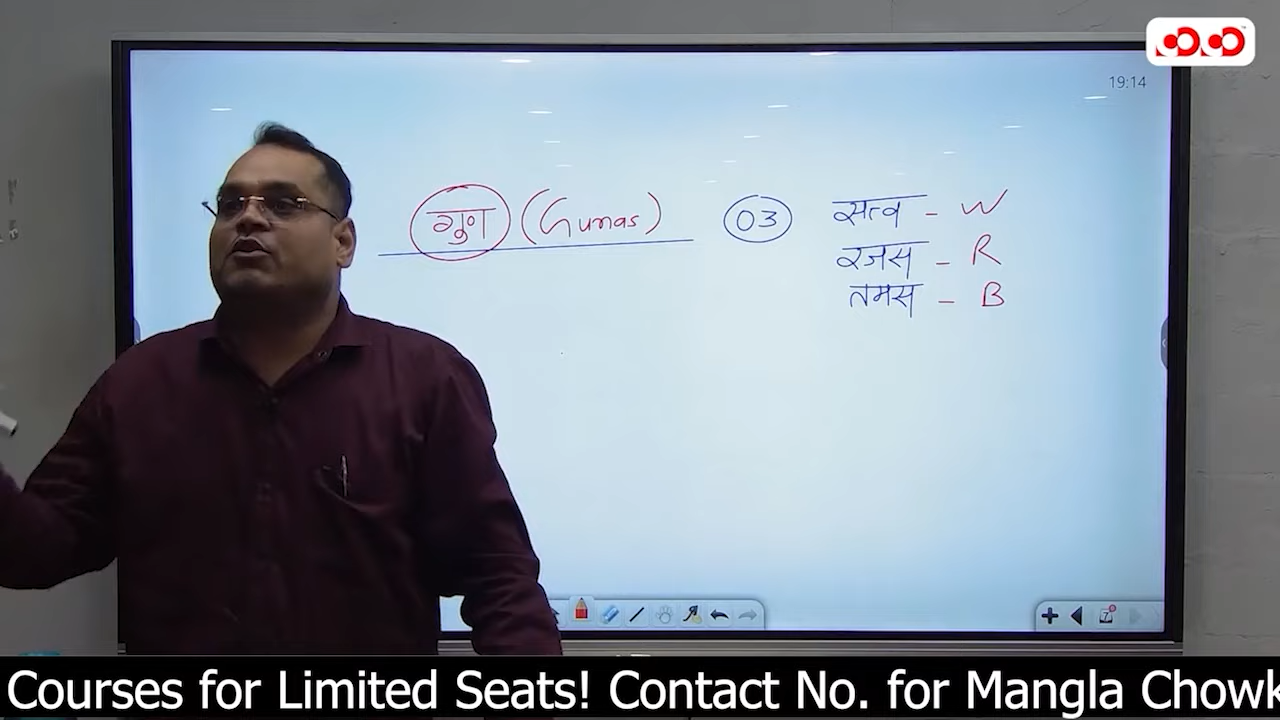 19:14
गुण (Gunas) 03 सत्व - W
रजस - R
तमस - B
Courses for Limited Seats! Contact No. for Mangla Chowk